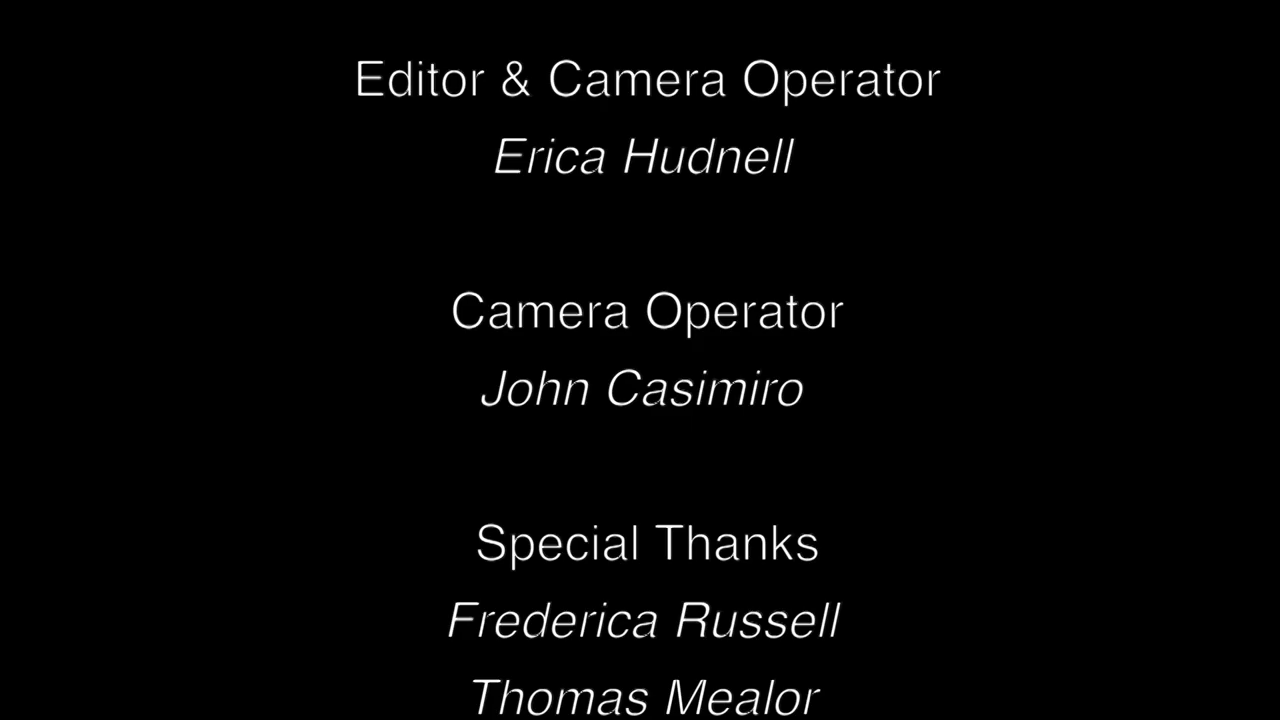 Editor & Camera Operator
Erica Hudnell
Camera Operator
John Casimiro
Special Thanks
Frederica Russell
Thomas Mealor